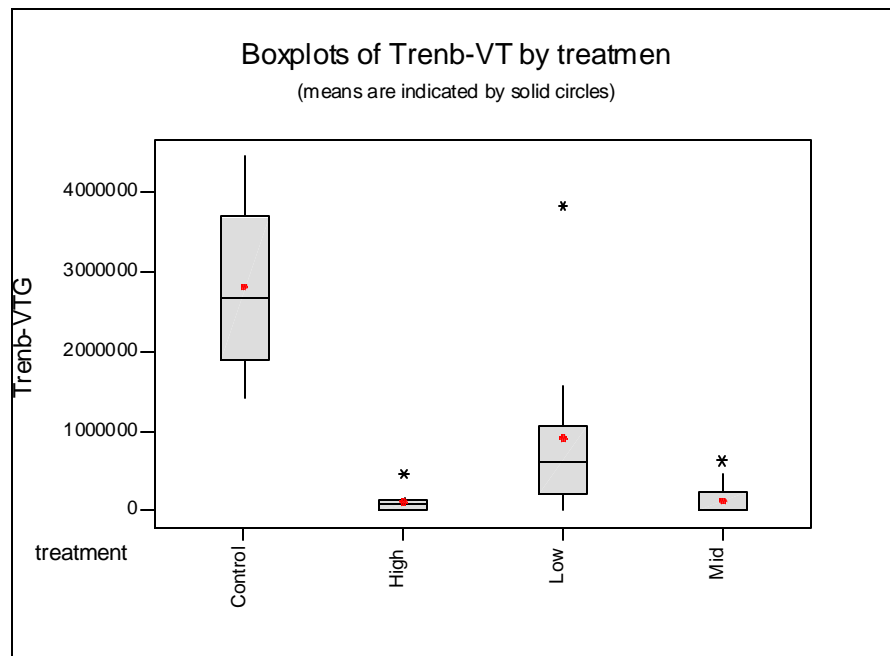 Boxplots of Trenb-VT by treatmen
(means are indicated by solid circles)
4000000
3000000
2000000
1000000
0
Trenb-VTG
treatment
Control
High
Low
Mid